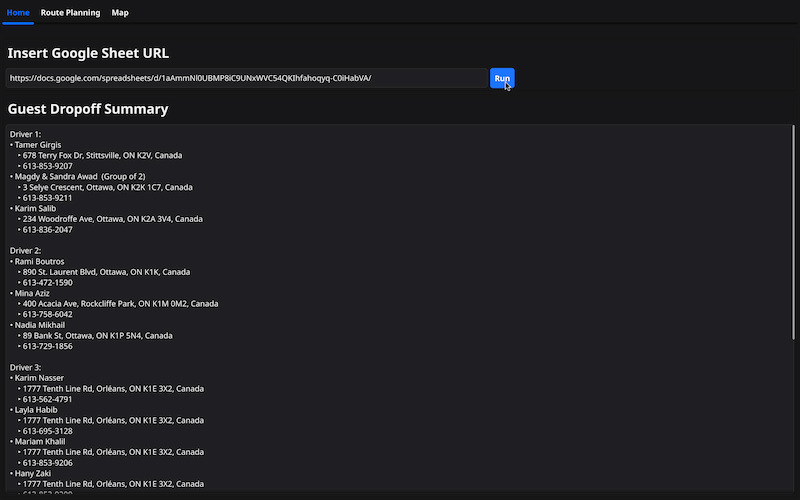 Home Route Planning Map
Insert Google Sheet URL
https://docs.google.com/spreadsheets/d/1aAmmNl0UBMP8iC9UNxWVC54QKIhfahoqyq-C0iHabVA/
Run
Guest Dropoff Summary
Driver 1:
• Tamer Girgis
‣ 678 Terry Fox Dr, Stittsville, ON K2V, Canada
‣ 613-853-9207
• Magdy & Sandra Awad (Group of 2)
‣ 3 Selye Crescent, Ottawa, ON K2K 1C7, Canada
‣ 613-853-9211
• Karim Salib
‣ 234 Woodroffe Ave, Ottawa, ON K2A 3V4, Canada
‣ 613-836-2047
Driver 2:
• Rami Boutros
‣ 890 St. Laurent Blvd, Ottawa, ON K1K, Canada
‣ 613-472-1590
• Mina Aziz
‣ 400 Acacia Ave, Rockcliffe Park, ON K1M 0M2, Canada
‣ 613-758-6042
• Nadia Mikhail
‣ 89 Bank St, Ottawa, ON K1P 5N4, Canada
‣ 613-729-1856
Driver 3:
• Karim Nasser
‣ 1777 Tenth Line Rd, Orléans, ON K1E 3X2, Canada
‣ 613-562-4791
• Layla Habib
‣ 1777 Tenth Line Rd, Orléans, ON K1E 3X2, Canada
‣ 613-695-3128
• Mariam Khalil
‣ 1777 Tenth Line Rd, Orléans, ON K1E 3X2, Canada
‣ 613-853-9206
• Hany Zaki
‣ 1777 Tenth Line Rd, Orléans, ON K1E 3X2, Canada